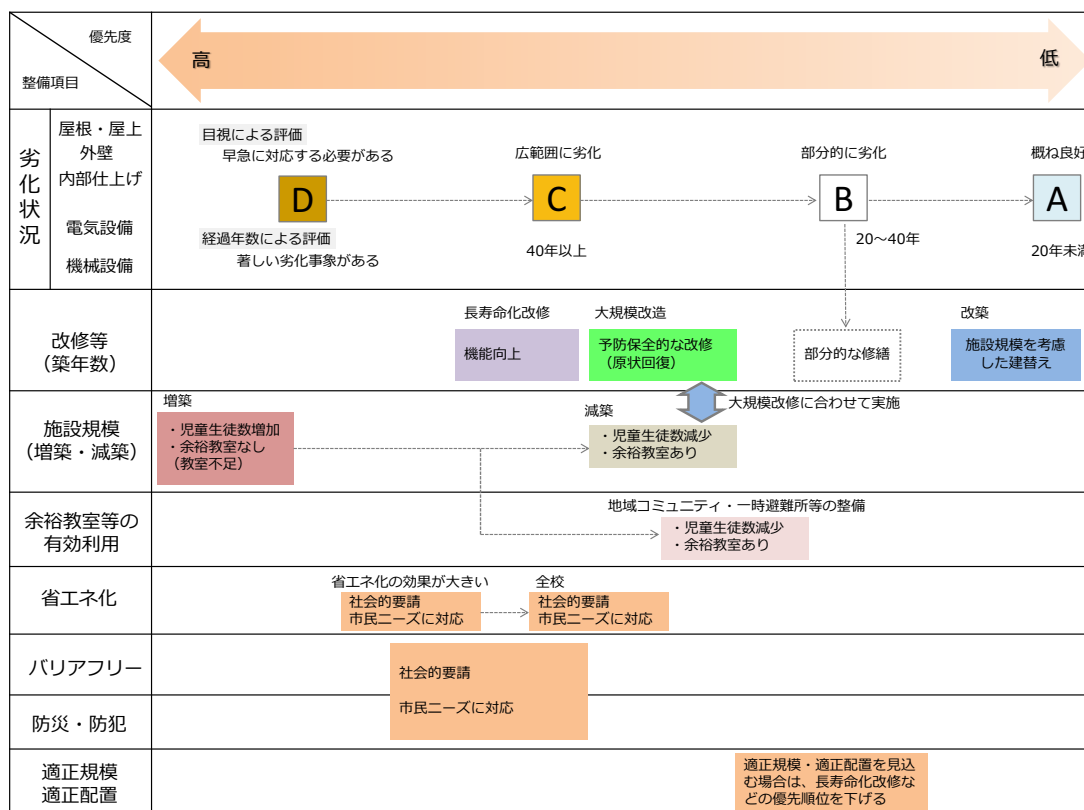 優先度
整備項目
高
低
劣化状況
屋根・屋上
外壁
内部仕上げ
電気設備
機械設備
目視による評価
早急に対応する必要がある
広範囲に劣化
部分的に劣化
概ね良好
D
C
B
A
経過年数による評価
著しい劣化事象がある
40年以上
20～40年
20年未満
改修等
（築年数）
長寿命化改修
機能向上
大規模改造
予防保全的な改修
（原状回復）
部分的な修繕
改築
施設規模を考慮
した建替え
大規模改修に合わせて実施
施設規模
（増築・減築）
増築
・児童生徒数増加
・余裕教室なし
（教室不足）
減築
・児童生徒数減少
・余裕教室あり
余裕教室等の
有効利用
地域コミュニティ・一時避難所等の整備
・児童生徒数減少
・余裕教室あり
省エネ化
省エネ化の効果が大きい
社会的要請
市民ニーズに対応
全校
社会的要請
市民ニーズに対応
バリアフリー
社会的要請
市民ニーズに対応
防災・防犯
適正規模
適正配置
適正規模・適正配置を見込
む場合は、長寿命化改修な
どの優先順位を下げる